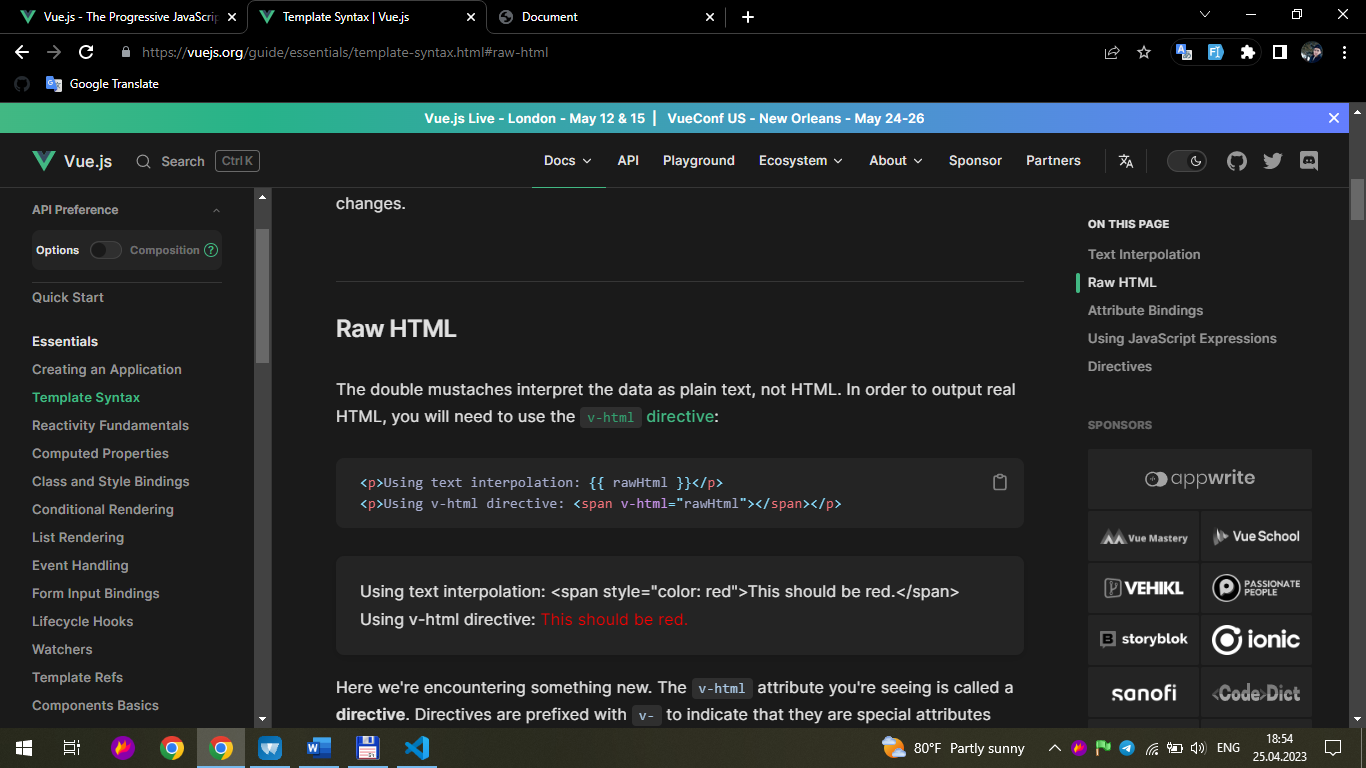 Vue.js - The Progressive JavaScrip
Template Syntax | Vue.js
Document
https://vuejs.org/guide/essentials/template-syntax.html#raw-html
Google Translate
Vue.js Live - London - May 12 & 15 | VueConf US - New Orleans - May 24-26
Vue.js
Search
Ctrl K
Docs
API
Playground
Ecosystem
About
Sponsor
Partners
API Preference
Options
Composition
?
Quick Start
Essentials
Creating an Application
Template Syntax
Reactivity Fundamentals
Computed Properties
Class and Style Bindings
Conditional Rendering
List Rendering
Event Handling
Form Input Bindings
Lifecycle Hooks
Watchers
Template Refs
Components Basics
changes.
Raw HTML
The double mustaches interpret the data as plain text, not HTML. In order to output real
HTML, you will need to use the v-html directive:
<p>Using text interpolation: {{ rawHtml }}</p>
<p>Using v-html directive: <span v-html="rawHtml"></span></p>
Using text interpolation: <span style="color: red">This should be red.</span>
Using v-html directive: This should be red.
Here we're encountering something new. The v-html attribute you're seeing is called a
directive. Directives are prefixed with v- to indicate that they are special attributes
ON THIS PAGE
Text Interpolation
Raw HTML
Attribute Bindings
Using JavaScript Expressions
Directives
SPONSORS
appwrite
Vue Mastery
Vue School
VEHIKL
PASSIONATE
PEOPLE
storyblok
ionic
sanofi
<Code>Dict
80°F Partly sunny
ENG
18:54
25.04.2023